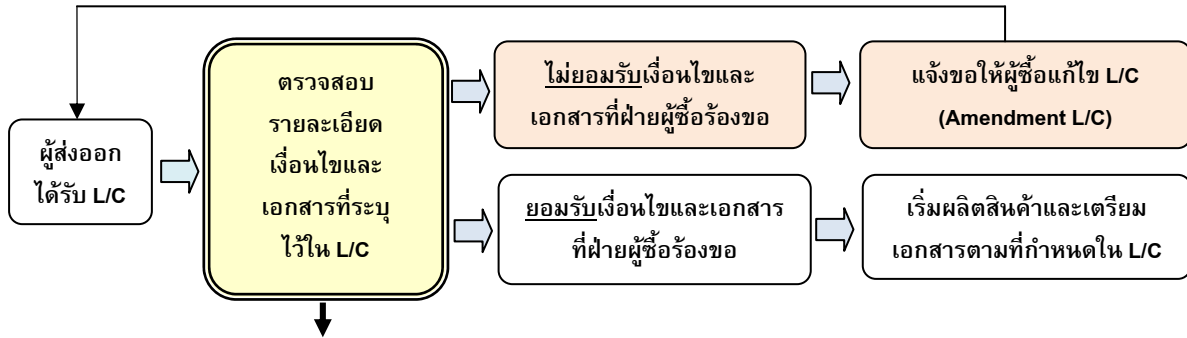 ผู้ส่งออก
ได้รับ L/C
ตรวจสอบ
รายละเอียด
เงื่อนไขและ
เอกสารที่ระบุ
ไว้ใน L/C
ไม่ยอมรับเงื่อนไขและ
เอกสารที่ฝ่ายผู้ซื้อร้องขอ
แจ้งขอให้ผู้ซื้อแก้ไข L/C
(Amendment L/C)
ยอมรับเงื่อนไขและเอกสาร
ที่ฝ่ายผู้ซื้อร้องขอ
เริ่มผลิตสินค้าและเตรียม
เอกสารตามที่กำหนดใน L/C